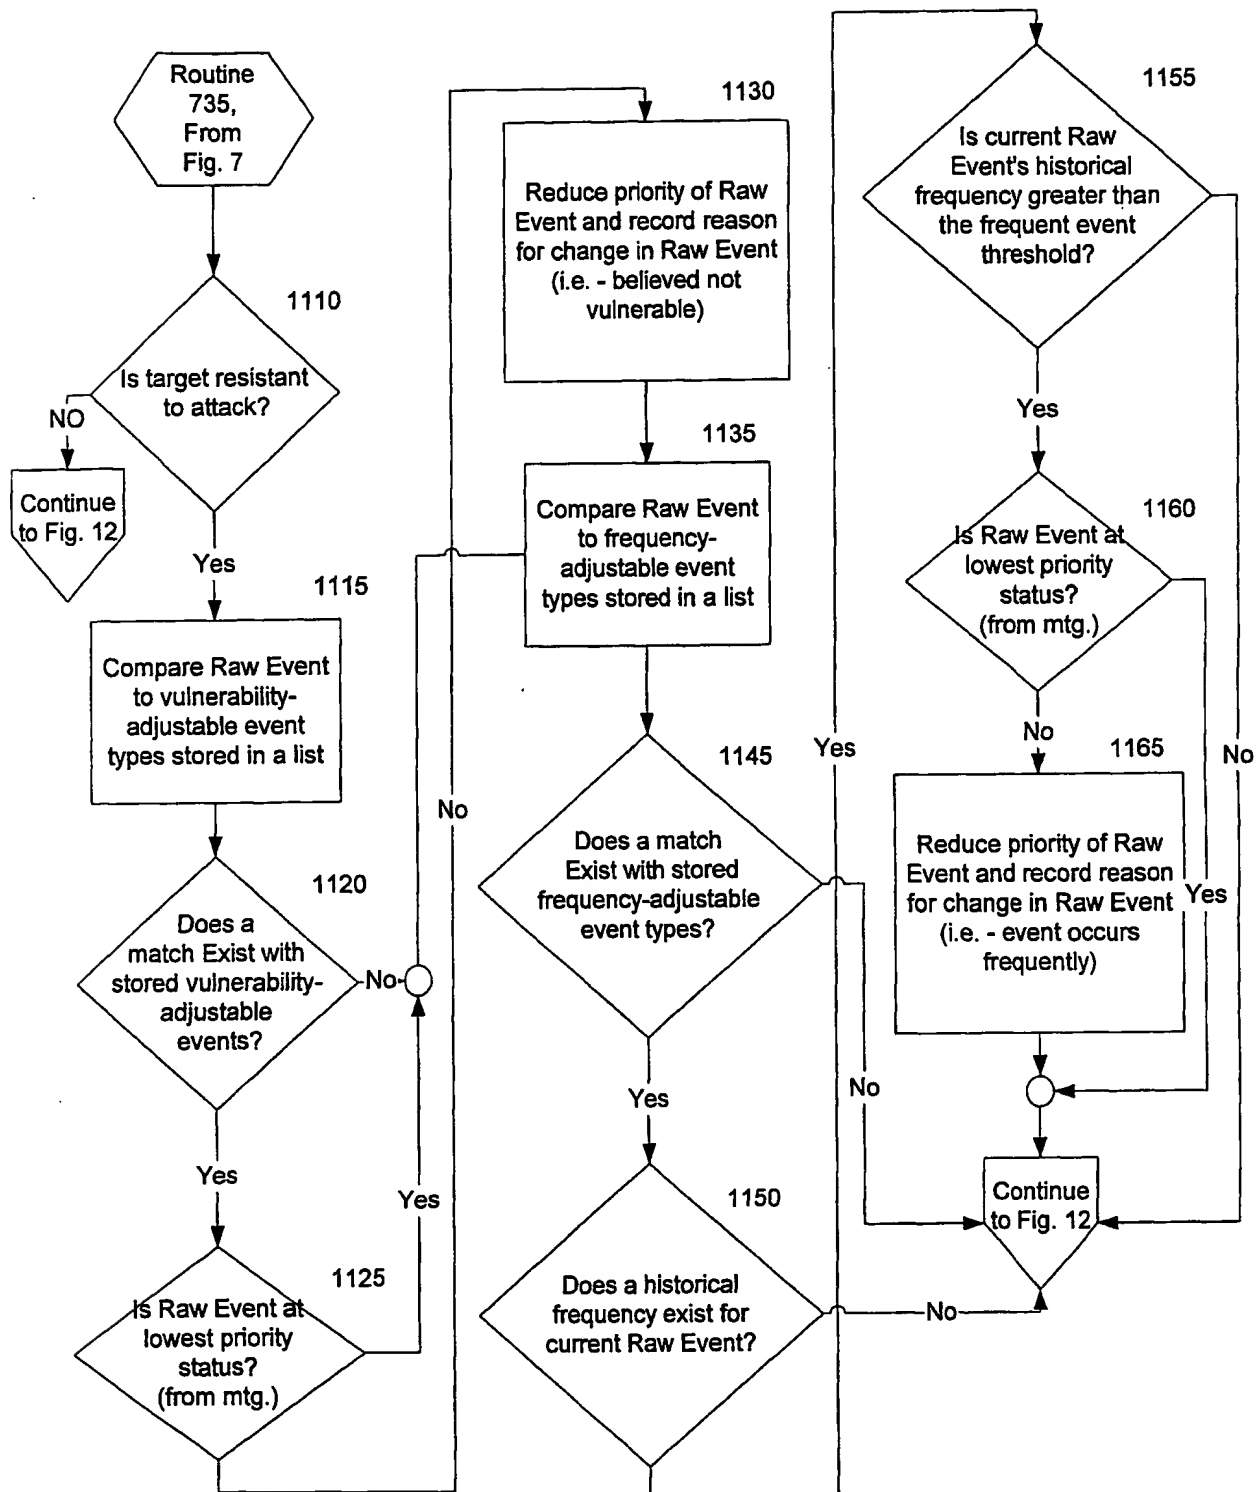 Routine
735,
From
Fig. 7
1110
Is target resistant
to attack?
NO
Continue
to Fig. 12
Yes
1115
Compare Raw Event
to vulnerability-
adjustable event
types stored in a list
1120
Does a
match Exist with
stored vulnerability-
adjustable
events?
No
Yes
Yes
1125
Is Raw Event at
lowest priority
status?
(from mtg.)
No
1130
Reduce priority of Raw
Event and record reason
for change in Raw Event
(i.e. - believed not
vulnerable)
1135
Compare Raw Event
to frequency-
adjustable event
types stored in a list
1145
Does a match
Exist with stored
frequency-adjustable
event types?
No
Yes
1150
Does a historical
frequency exist for
current Raw Event?
No
Yes
1155
Is current Raw
Event's historical
frequency greater than
the frequent event
threshold?
No
Yes
1160
Is Raw Event at
lowest priority
status?
(from mtg.)
Yes
No
1165
Reduce priority of Raw
Event and record reason
for change in Raw Event
(i.e. - event occurs
frequently)
Continue
to Fig. 12